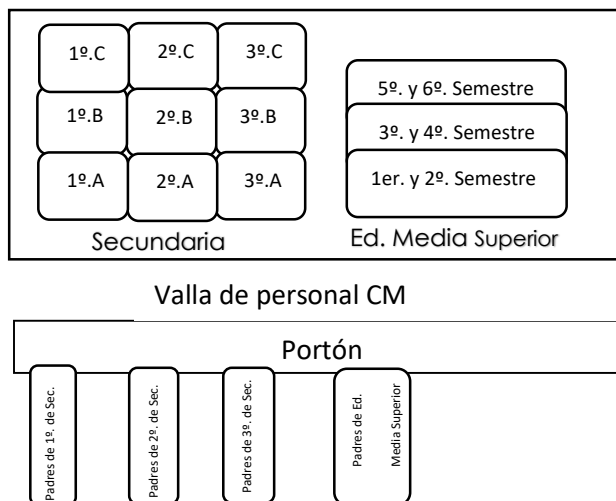 1º.C 2º.C 3º.C
5º. y 6º. Semestre
1º.B 2º.B 3º.B
3º. y 4º. Semestre
1º.A 2º.A 3º.A
1er. y 2º. Semestre
Secundaria
Ed. Media Superior
Valla de personal CM
Portón
Padres de 1º. de Sec.
Padres de 2º. de Sec.
Padres de 3º. de Sec.
Padres de Ed.
Media Superior